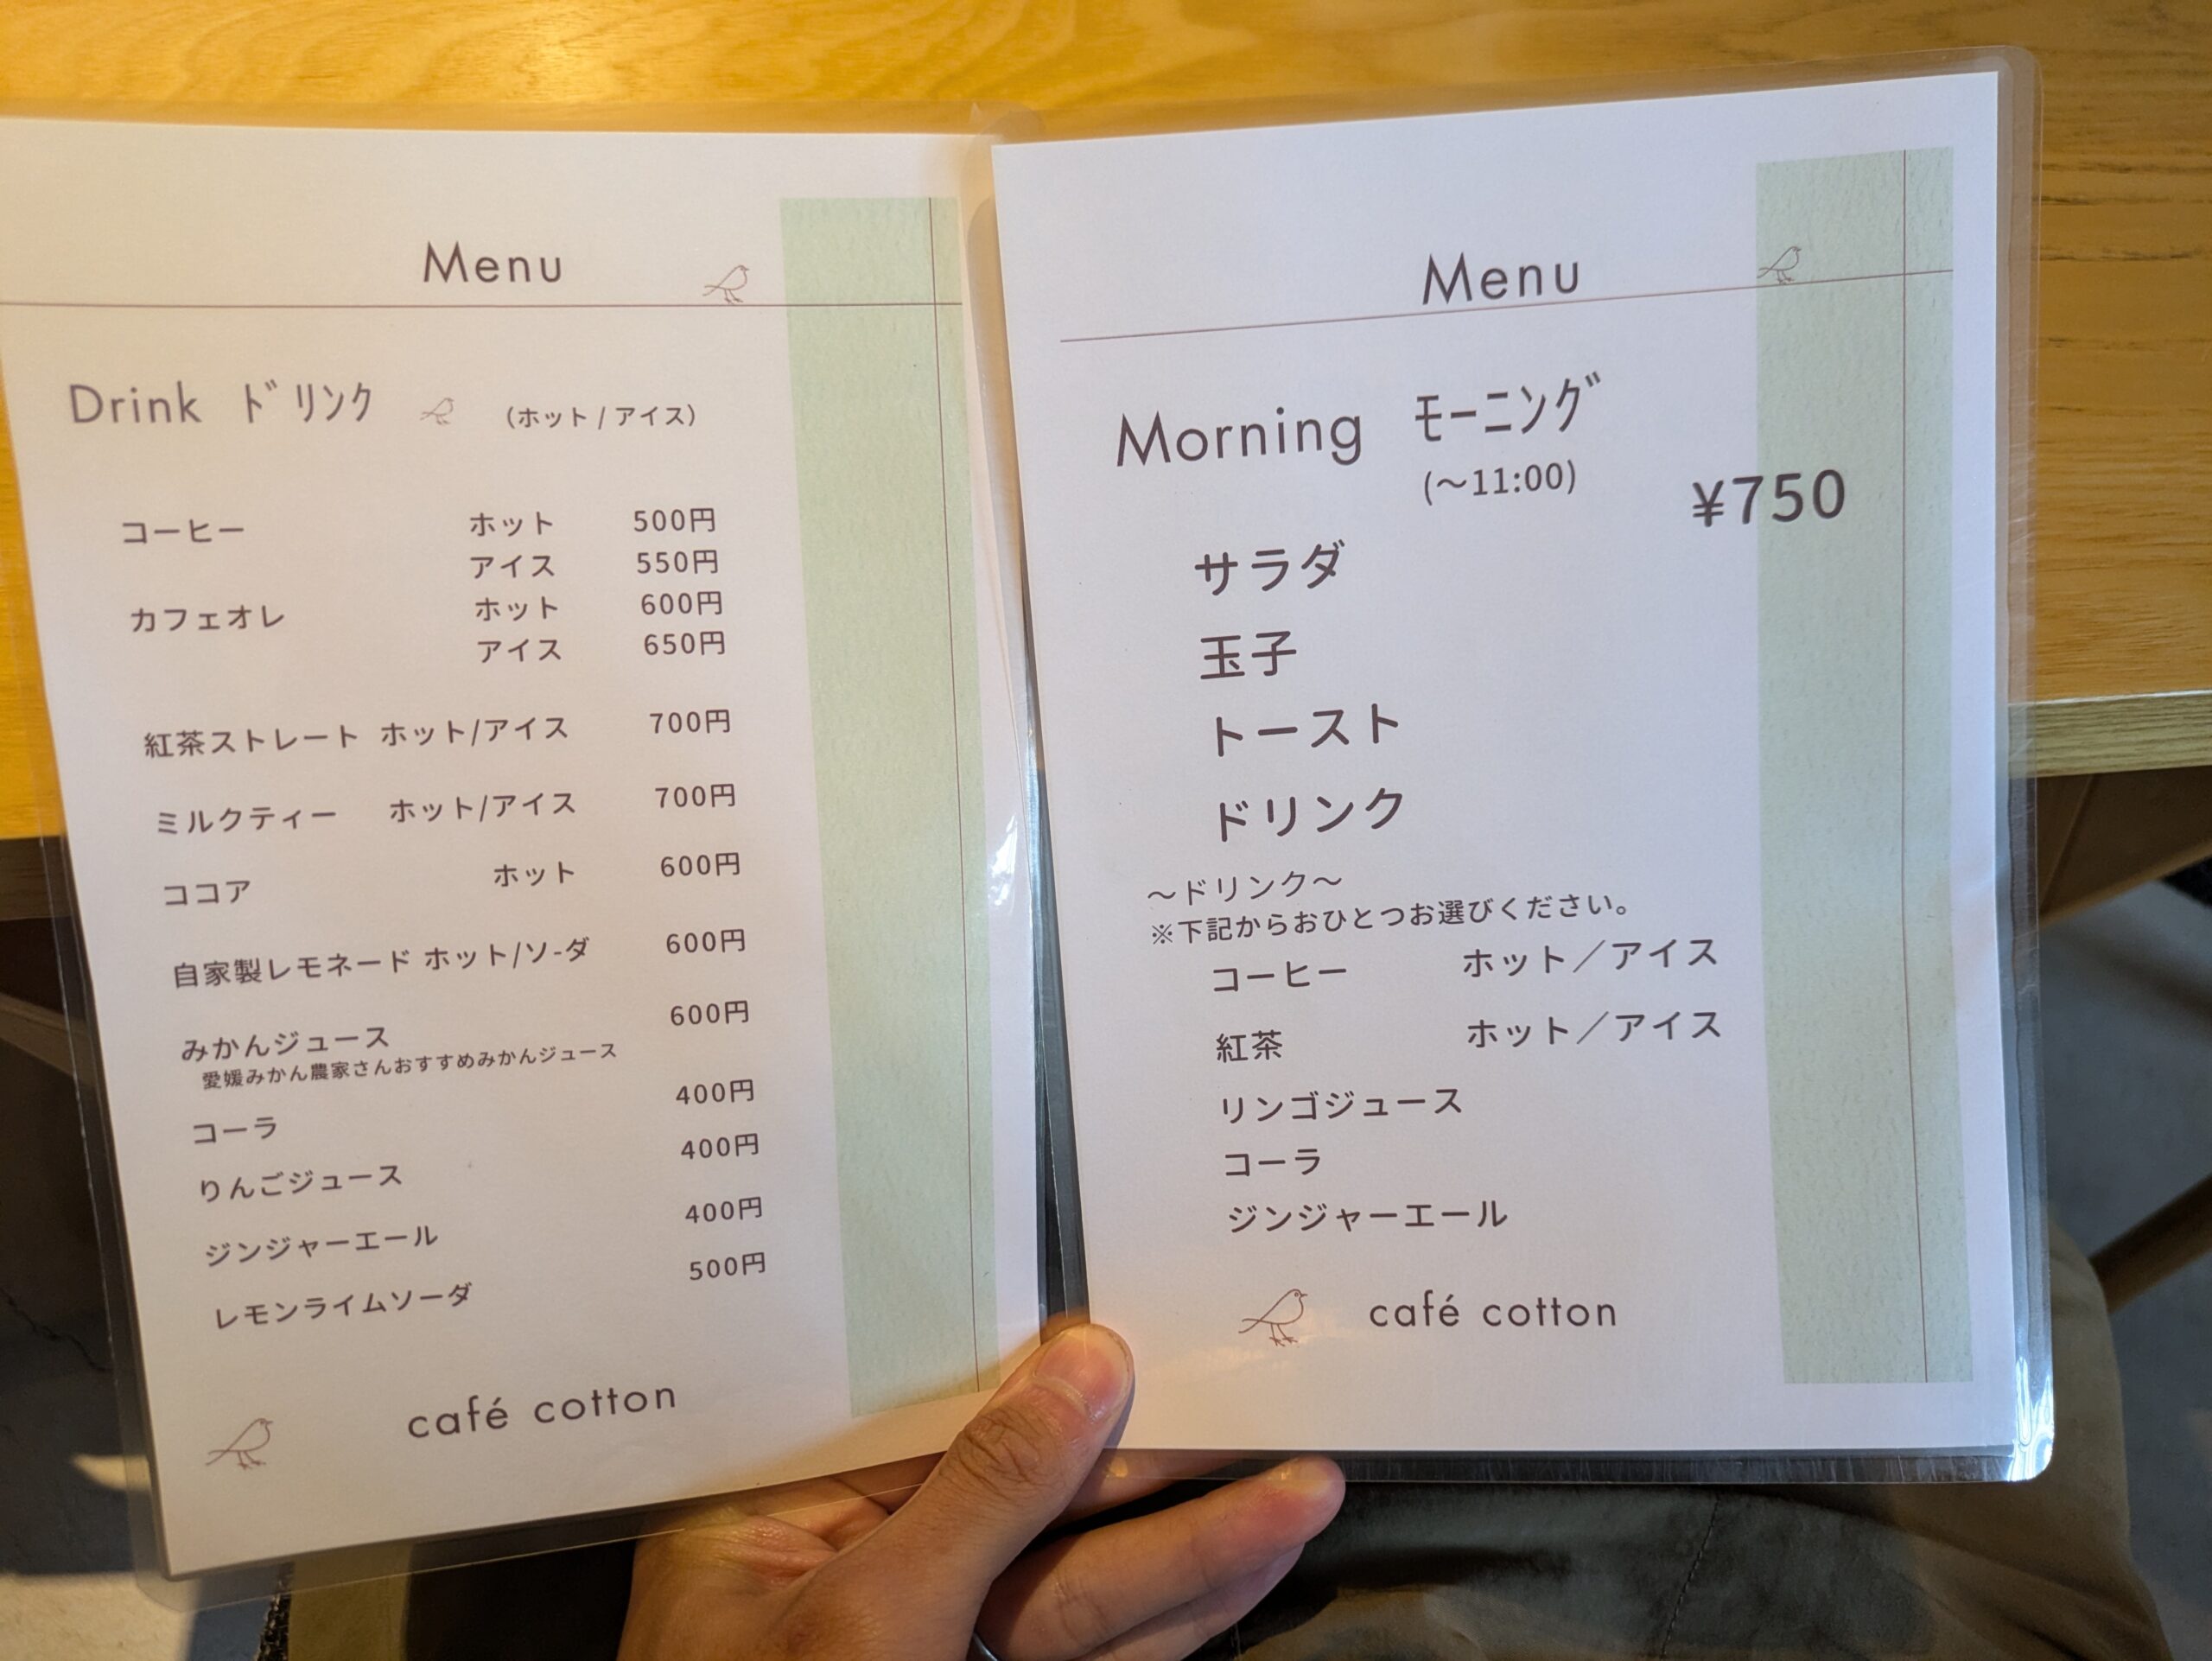 Menu
Drink ﾄﾞﾘﾝｸ （ホット / アイス）
コーヒー ホット 500円
アイス 550円
カフェオレ ホット 600円
アイス 650円
紅茶ストレート ホット/アイス 700円
ミルクティー ホット/アイス 700円
ココア ホット 600円
自家製レモネード ホット/ソ-ダ 600円
みかんジュース 600円
愛媛みかん農家さんおすすめみかんジュース
コーラ 400円
りんごジュース 400円
ジンジャーエール 400円
レモンライムソーダ 500円
café cotton
Menu
Morning ﾓｰﾆﾝｸﾞ
(～11:00)
¥750
サラダ
玉子
トースト
ドリンク
～ドリンク～
※下記からおひとつお選びください。
コーヒー ホット／アイス
紅茶 ホット／アイス
リンゴジュース
コーラ
ジンジャーエール
café cotton